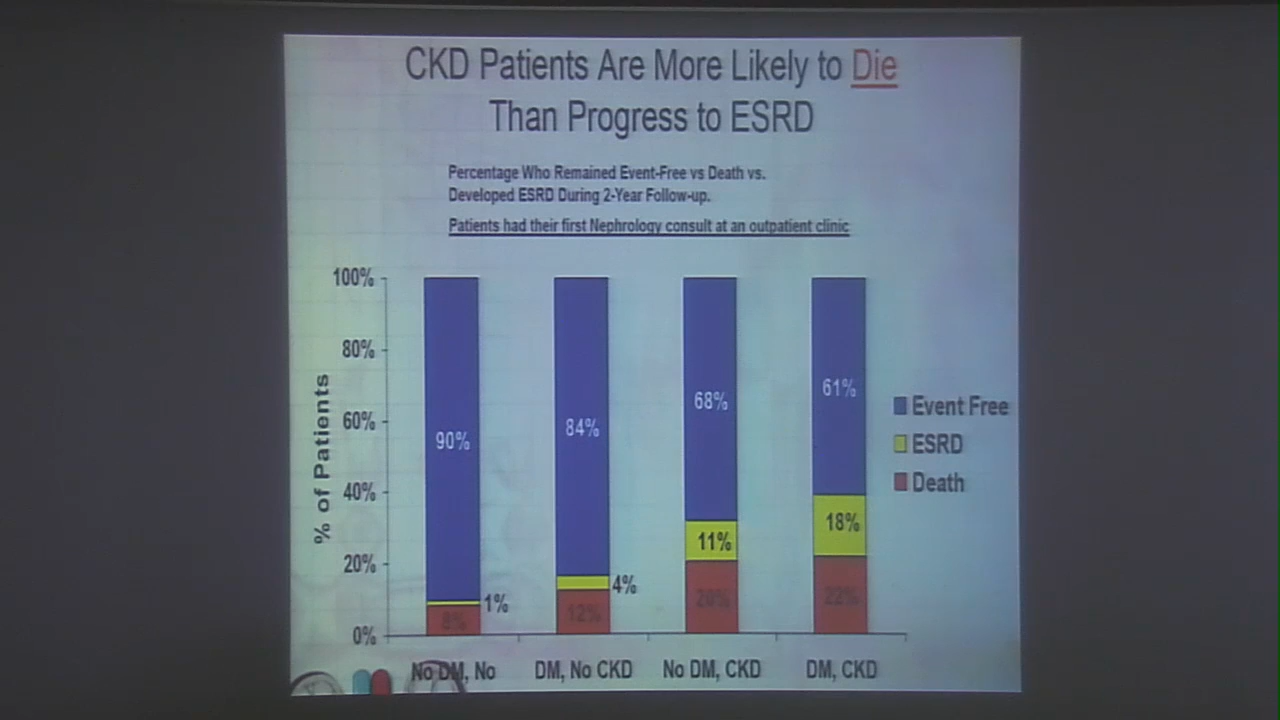 CKD Patients Are More Likely to Die
Than Progress to ESRD
Percentage Who Remained Event-Free vs Death vs.
Developed ESRD During 2-Year Follow-up.
Patients had their first Nephrology consult at an outpatient clinic
% of Patients
100%
80%
60%
40%
20%
0%
90%
1%
8%
84%
4%
12%
68%
11%
20%
61%
18%
22%
No DM, No
DM, No CKD
No DM, CKD
DM, CKD
Event Free
ESRD
Death